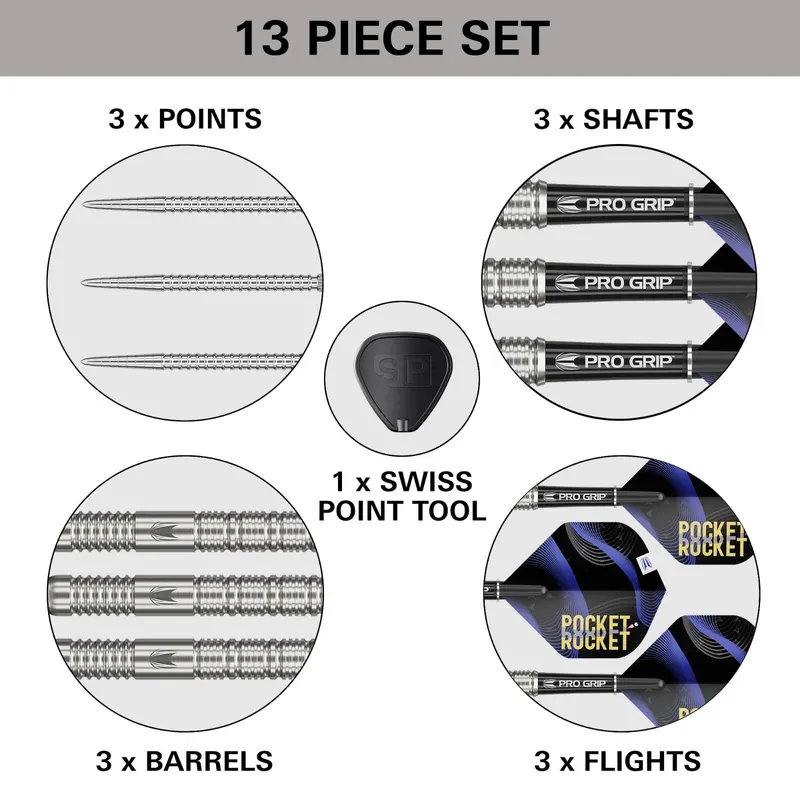 13 PIECE SET
3 x POINTS
3 x SHAFTS
PRO GRIP
PRO GRIP
PRO GRIP
SP
1 x SWISS
POINT TOOL
PRO GRIP
POCKET
ROCKET
POCKET
ROCKET
PRO GRIP
3 x BARRELS
3 x FLIGHTS